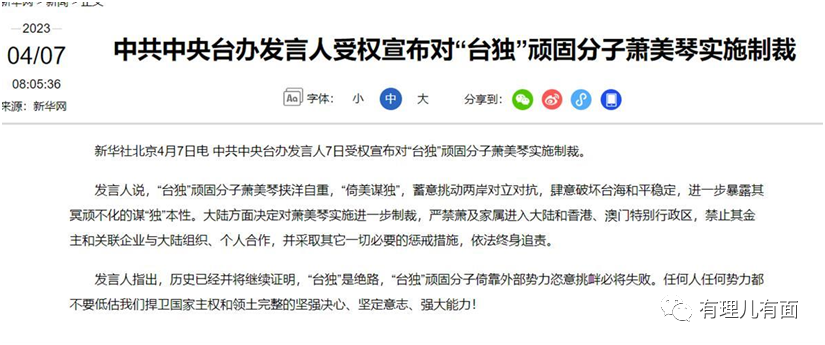 新华网 > 新闻 > 正文
2023
04/07
08:05:36
来源：新华网
中共中央台办发言人受权宣布对“台独”顽固分子萧美琴实施制裁
Aa 字体： 小 中 大 分享到：
新华社北京4月7日电 中共中央台办发言人7日受权宣布对“台独”顽固分子萧美琴实施制裁。
发言人说，“台独”顽固分子萧美琴挟洋自重，“倚美谋独”，蓄意挑动两岸对立对抗，肆意破坏台海和平稳定，进一步暴露其
冥顽不化的谋“独”本性。大陆方面决定对萧美琴实施进一步制裁，严禁萧及家属进入大陆和香港、澳门特别行政区，禁止其金
主和关联企业与大陆组织、个人合作，并采取其它一切必要的惩戒措施，依法终身追责。
发言人指出，历史已经并将继续证明，“台独”是绝路，“台独”顽固分子倚靠外部势力恣意挑衅必将失败。任何人任何势力都
不要低估我们捍卫国家主权和领土完整的坚强决心、坚定意志、强大能力！
有理儿有面